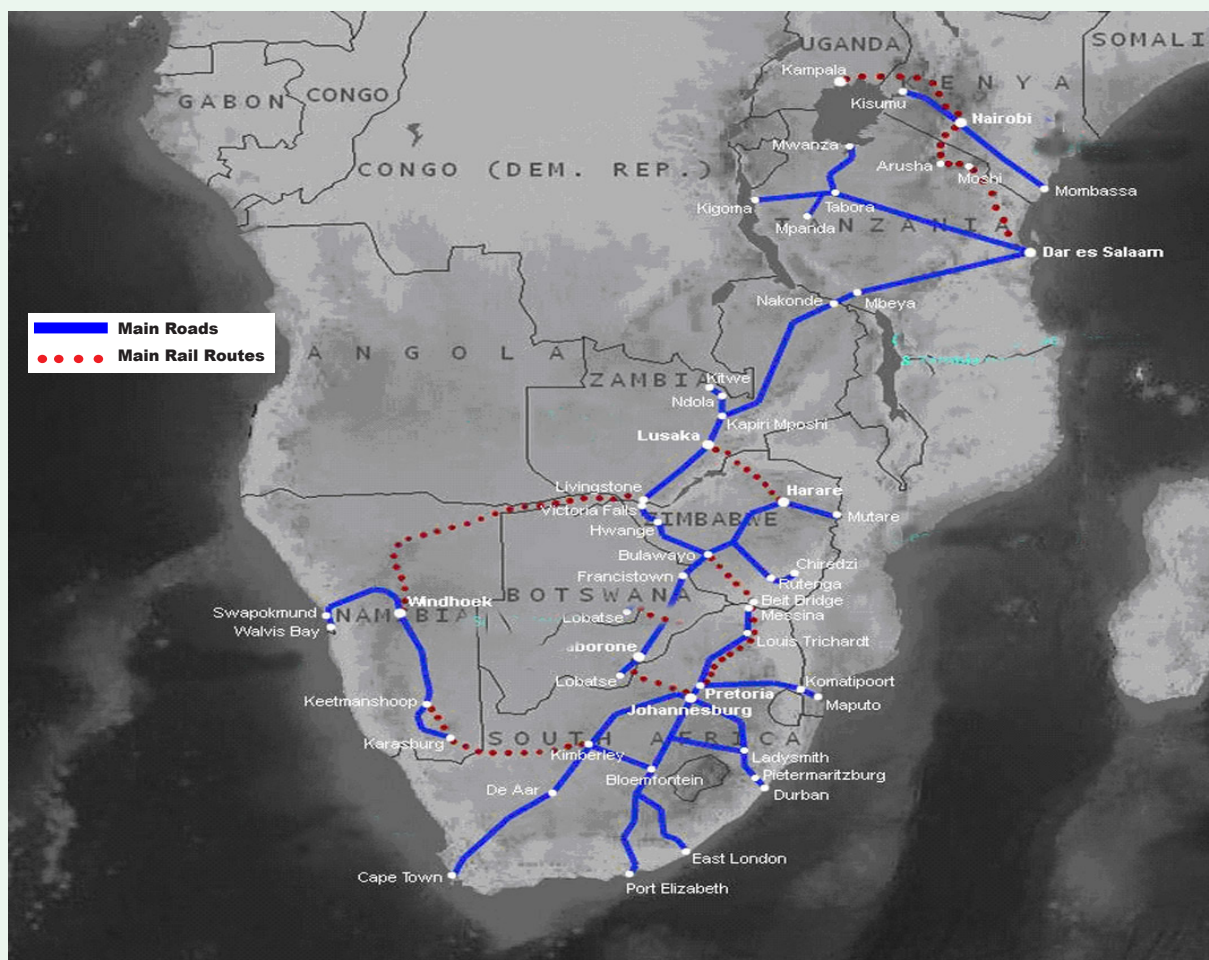 UGANDA
SOMALI
Kampala
KENYA
GABON
CONGO
Kisumu
Nairobi
Mwanza
CONGO (DEM. REP.)
Arusha
Moshi
Mombassa
Kigoma
Tabora
Mpanda
TANZANIA
Dar es Salaam
Nakonde
Mbeya
Main Roads
Main Rail Routes
ANGOLA
ZAMBIA
Kitwe
Ndola
Kapiri Mposhi
Lusaka
Livingstone
Harare
Victoria Falls
ZIMBABWE
Mutare
Hwange
Bulawayo
Chiredzi
Francistown
Rutenga
BOTSWANA
Beit Bridge
Windhoek
Swapokmund
NAMIBIA
Lobatse
Messina
Walvis Bay
Louis Trichardt
aborone
Lobatse
Komatipoort
Pretoria
Keetmanshoop
Maputo
Johannesburg
Karasburg
SOUTH AFRICA
Kimberley
Ladysmith
Bloemfontein
Pietermaritzburg
De Aar
Durban
East London
Cape Town
Port Elizabeth